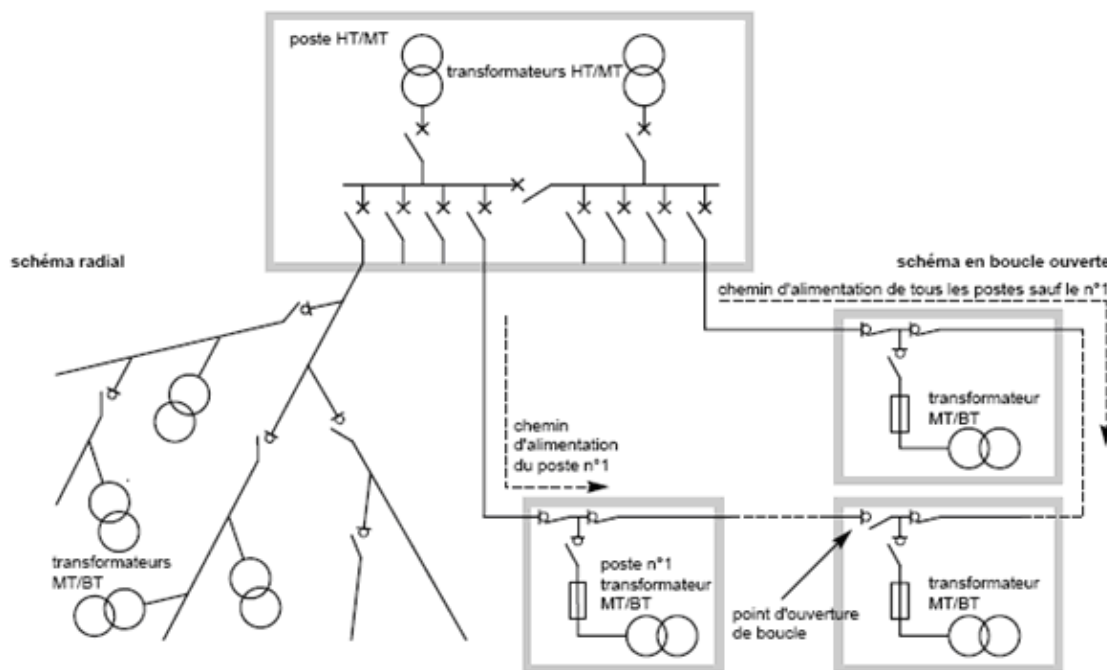 poste HT/MT
transformateurs HT/MT
schéma radial
schéma en boucle ouverte
chemin d'alimentation de tous les postes sauf le n°1
transformateur
MT/BT
chemin
d'alimentation
du poste n°1
transformateurs
MT/BT
poste n°1
transformateur
MT/BT
point d'ouverture
de boucle
transformateur
MT/BT